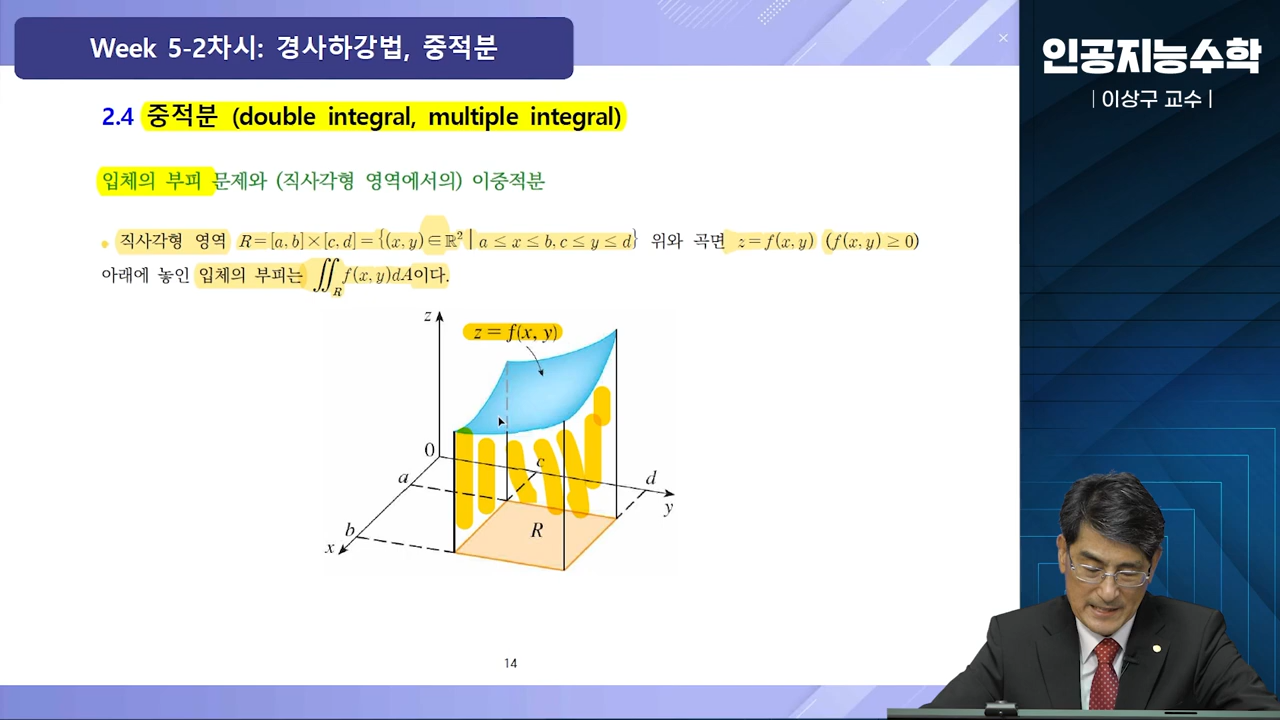 Week 5-2차시: 경사하강법, 중적분
인공지능수학
| 이상구 교수 |
2.4 중적분 (double integral, multiple integral)
입체의 부피 문제와 (직사각형 영역에서의) 이중적분
• 직사각형 영역 R=[a,b]×[c,d]={(x,y)∈ℝ² | a≤x≤b, c≤y≤d} 위와 곡면 z=f(x,y) (f(x,y)≥0)
아래에 놓인 입체의 부피는 ∬_R f(x,y)dA이다.
z
z = f(x, y)
0
a
c
d
y
b
R
x
14